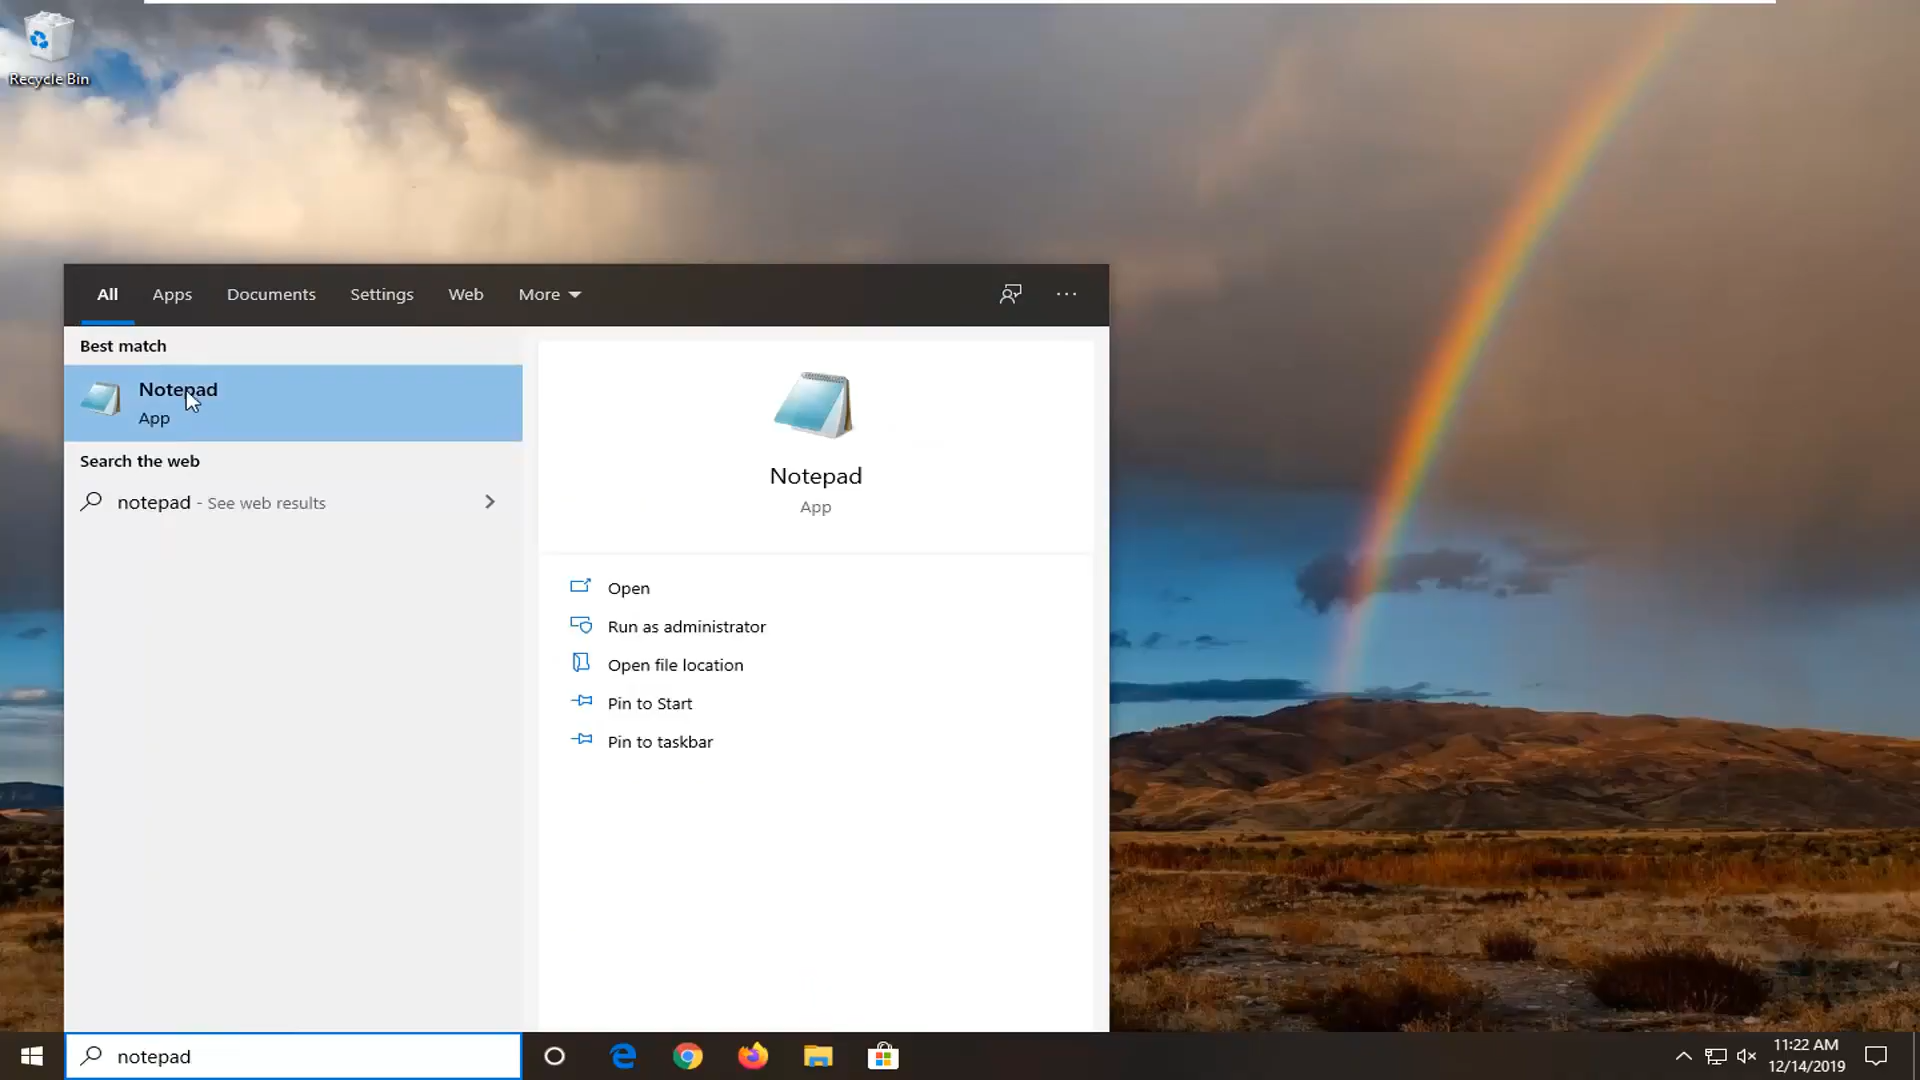 Recycle Bin
All Apps Documents Settings Web More
Best match
Notepad
App
Search the web
notepad - See web results
Notepad
App
Open
Run as administrator
Open file location
Pin to Start
Pin to taskbar
notepad
11:22 AM
12/14/2019